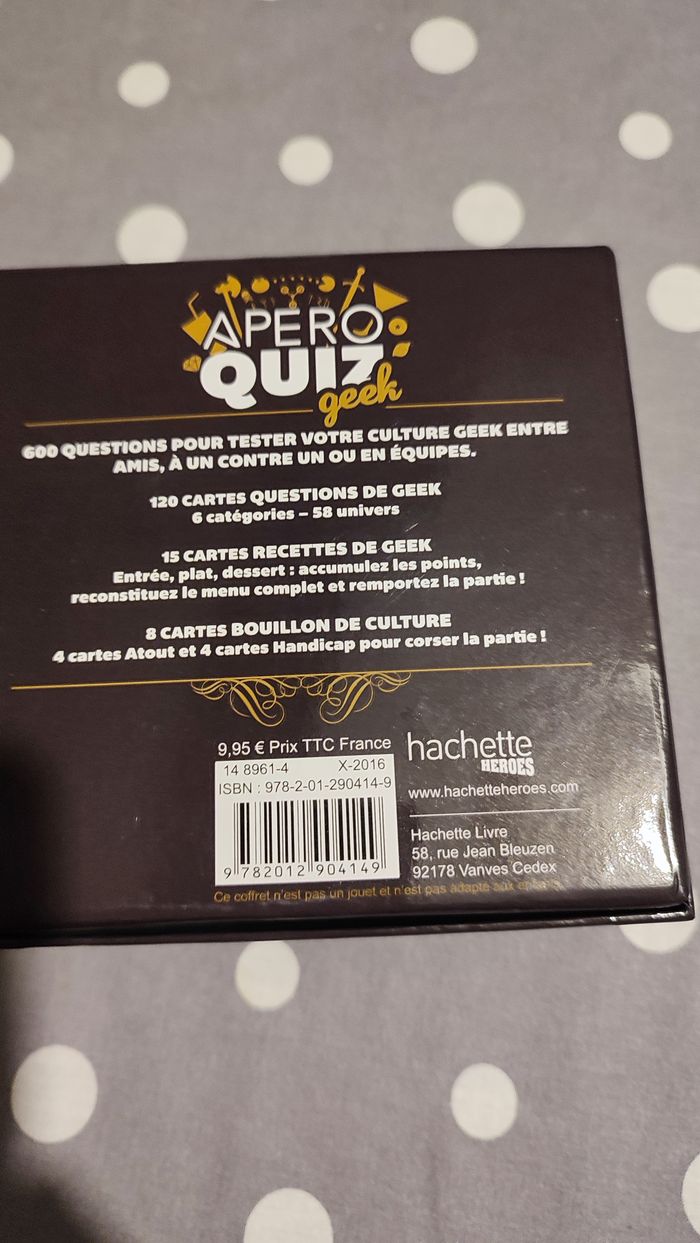 APERO
QUIZ
geek
600 QUESTIONS POUR TESTER VOTRE CULTURE GEEK ENTRE
AMIS, À UN CONTRE UN OU EN ÉQUIPES.
120 CARTES QUESTIONS DE GEEK
6 catégories – 58 univers
15 CARTES RECETTES DE GEEK
Entrée, plat, dessert : accumulez les points,
reconstituez le menu complet et remportez la partie !
8 CARTES BOUILLON DE CULTURE
4 cartes Atout et 4 cartes Handicap pour corser la partie !
9,95 € Prix TTC France
14 8961-4 X-2016
ISBN : 978-2-01-290414-9
9 782012 904149
hachette
HEROES
www.hachetteheroes.com
Hachette Livre
58, rue Jean Bleuzen
92178 Vanves Cedex
Ce coffret n'est pas un jouet et n'est pas adapté aux